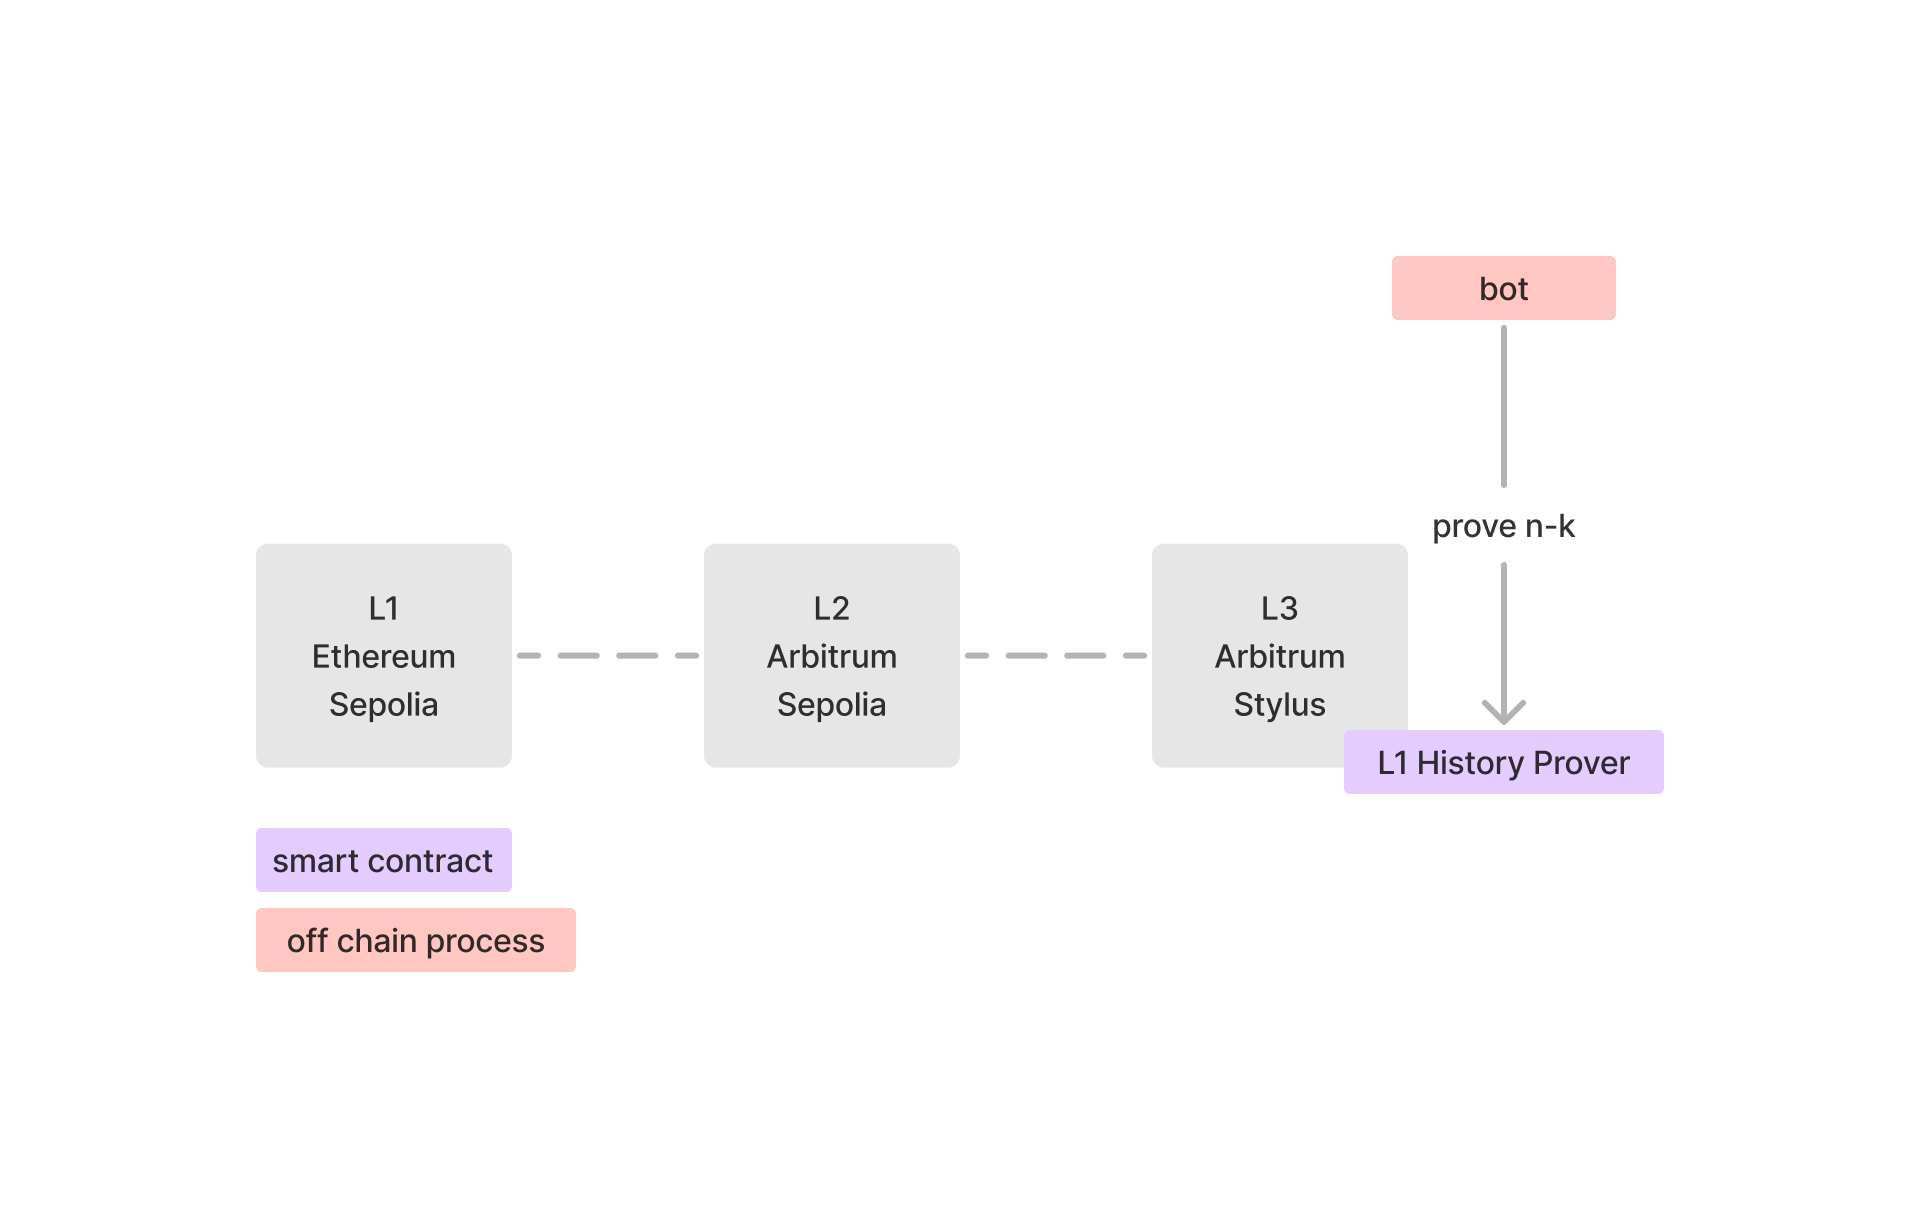 bot
prove n-k
L1
Ethereum
Sepolia
L2
Arbitrum
Sepolia
L3
Arbitrum
Stylus
L1 History Prover
smart contract
off chain process